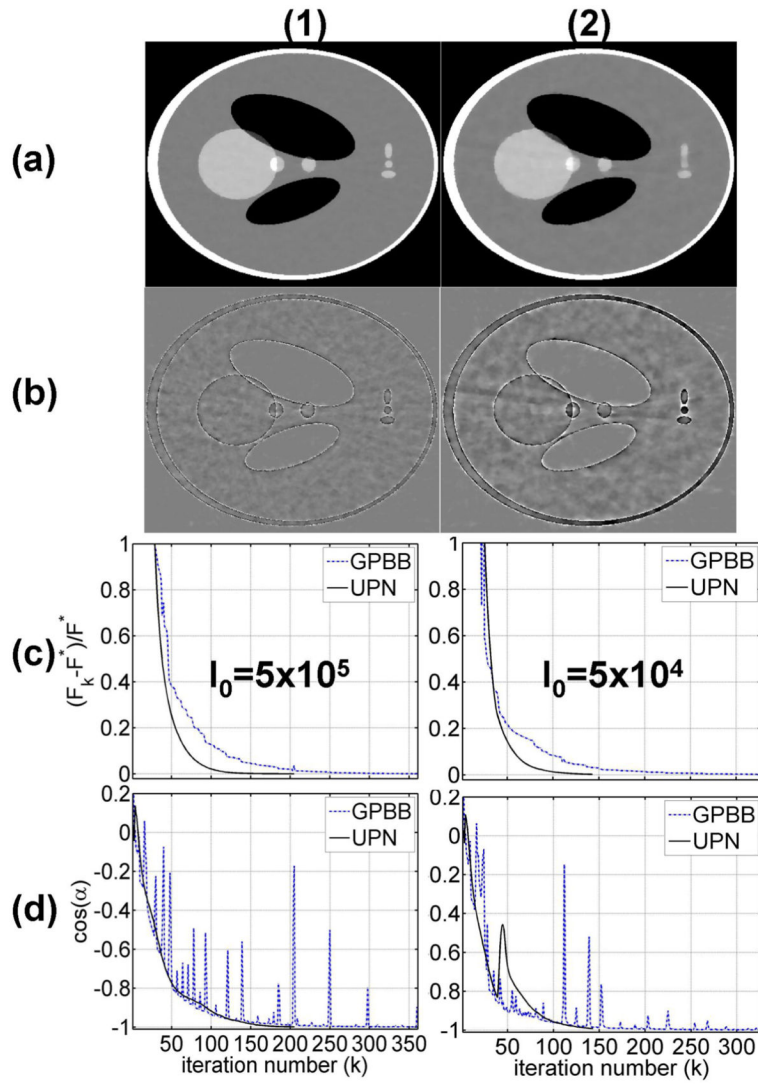 (1)
(2)
(a)
(b)
(c)
(F_k-F^*)/F^*
1
0.8
0.6
0.4
0.2
0
GPBB
UPN
I_0=5x10^5
1
0.8
0.6
0.4
0.2
0
GPBB
UPN
I_0=5x10^4
(d)
cos(α)
0.2
0
-0.2
-0.4
-0.6
-0.8
-1
GPBB
UPN
50 100 150 200 250 300 350
iteration number (k)
0.2
0
0.2
0.4
0.6
0.8
-1
GPBB
UPN
50 100 150 200 250 300
iteration number (k)